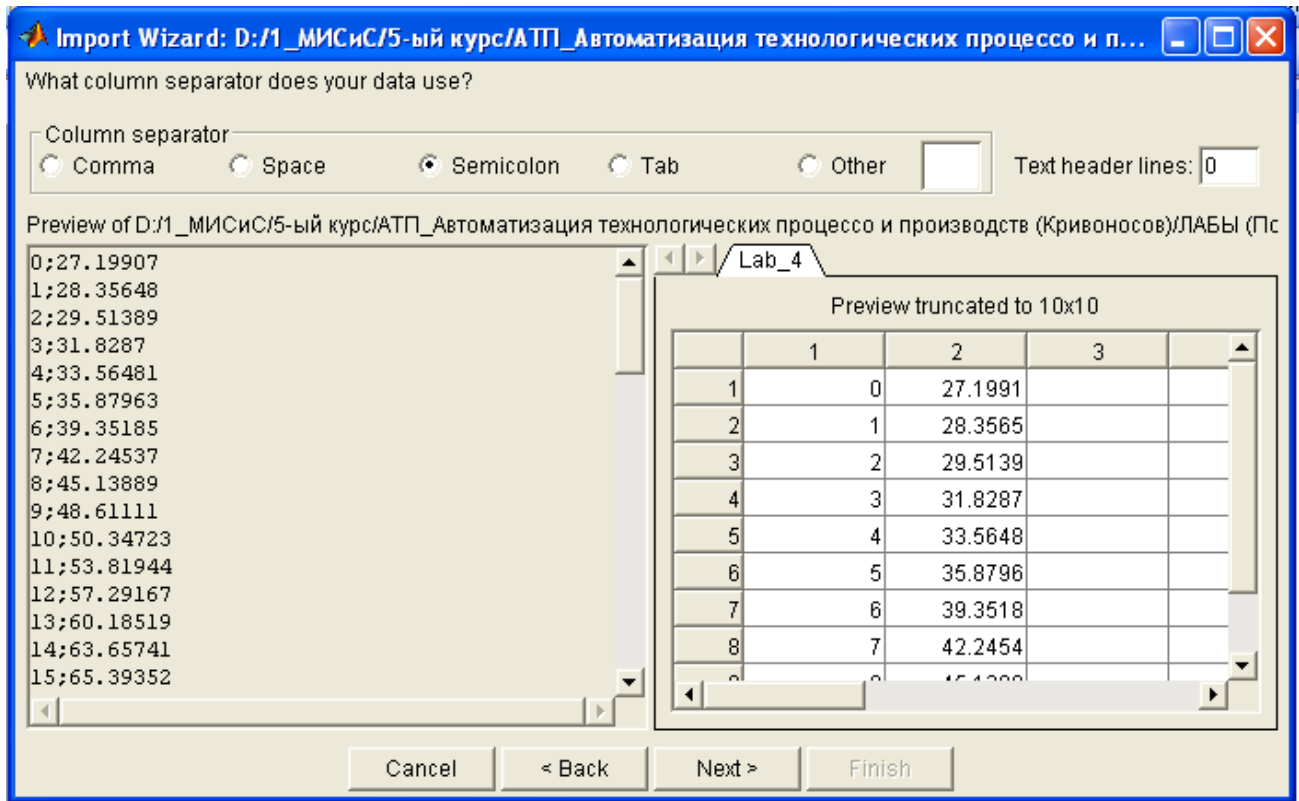 Import Wizard: D:/1_МИСиС/5-ый курс/АТП_Автоматизация технологических процессо и п...
What column separator does your data use?
Column separator
Comma Space Semicolon Tab Other Text header lines: 0
Preview of D:/1_МИСиС/5-ый курс/АТП_Автоматизация технологических процессо и производств (Кривоносов)/ЛАБЫ (Пс
0;27.19907
1;28.35648
2;29.51389
3;31.8287
4;33.56481
5;35.87963
6;39.35185
7;42.24537
8;45.13889
9;48.61111
10;50.34723
11;53.81944
12;57.29167
13;60.18519
14;63.65741
15;65.39352
Lab_4
Preview truncated to 10x10
1 2 3
1 0 27.1991
2 1 28.3565
3 2 29.5139
4 3 31.8287
5 4 33.5648
6 5 35.8796
7 6 39.3518
8 7 42.2454
Cancel < Back Next > Finish